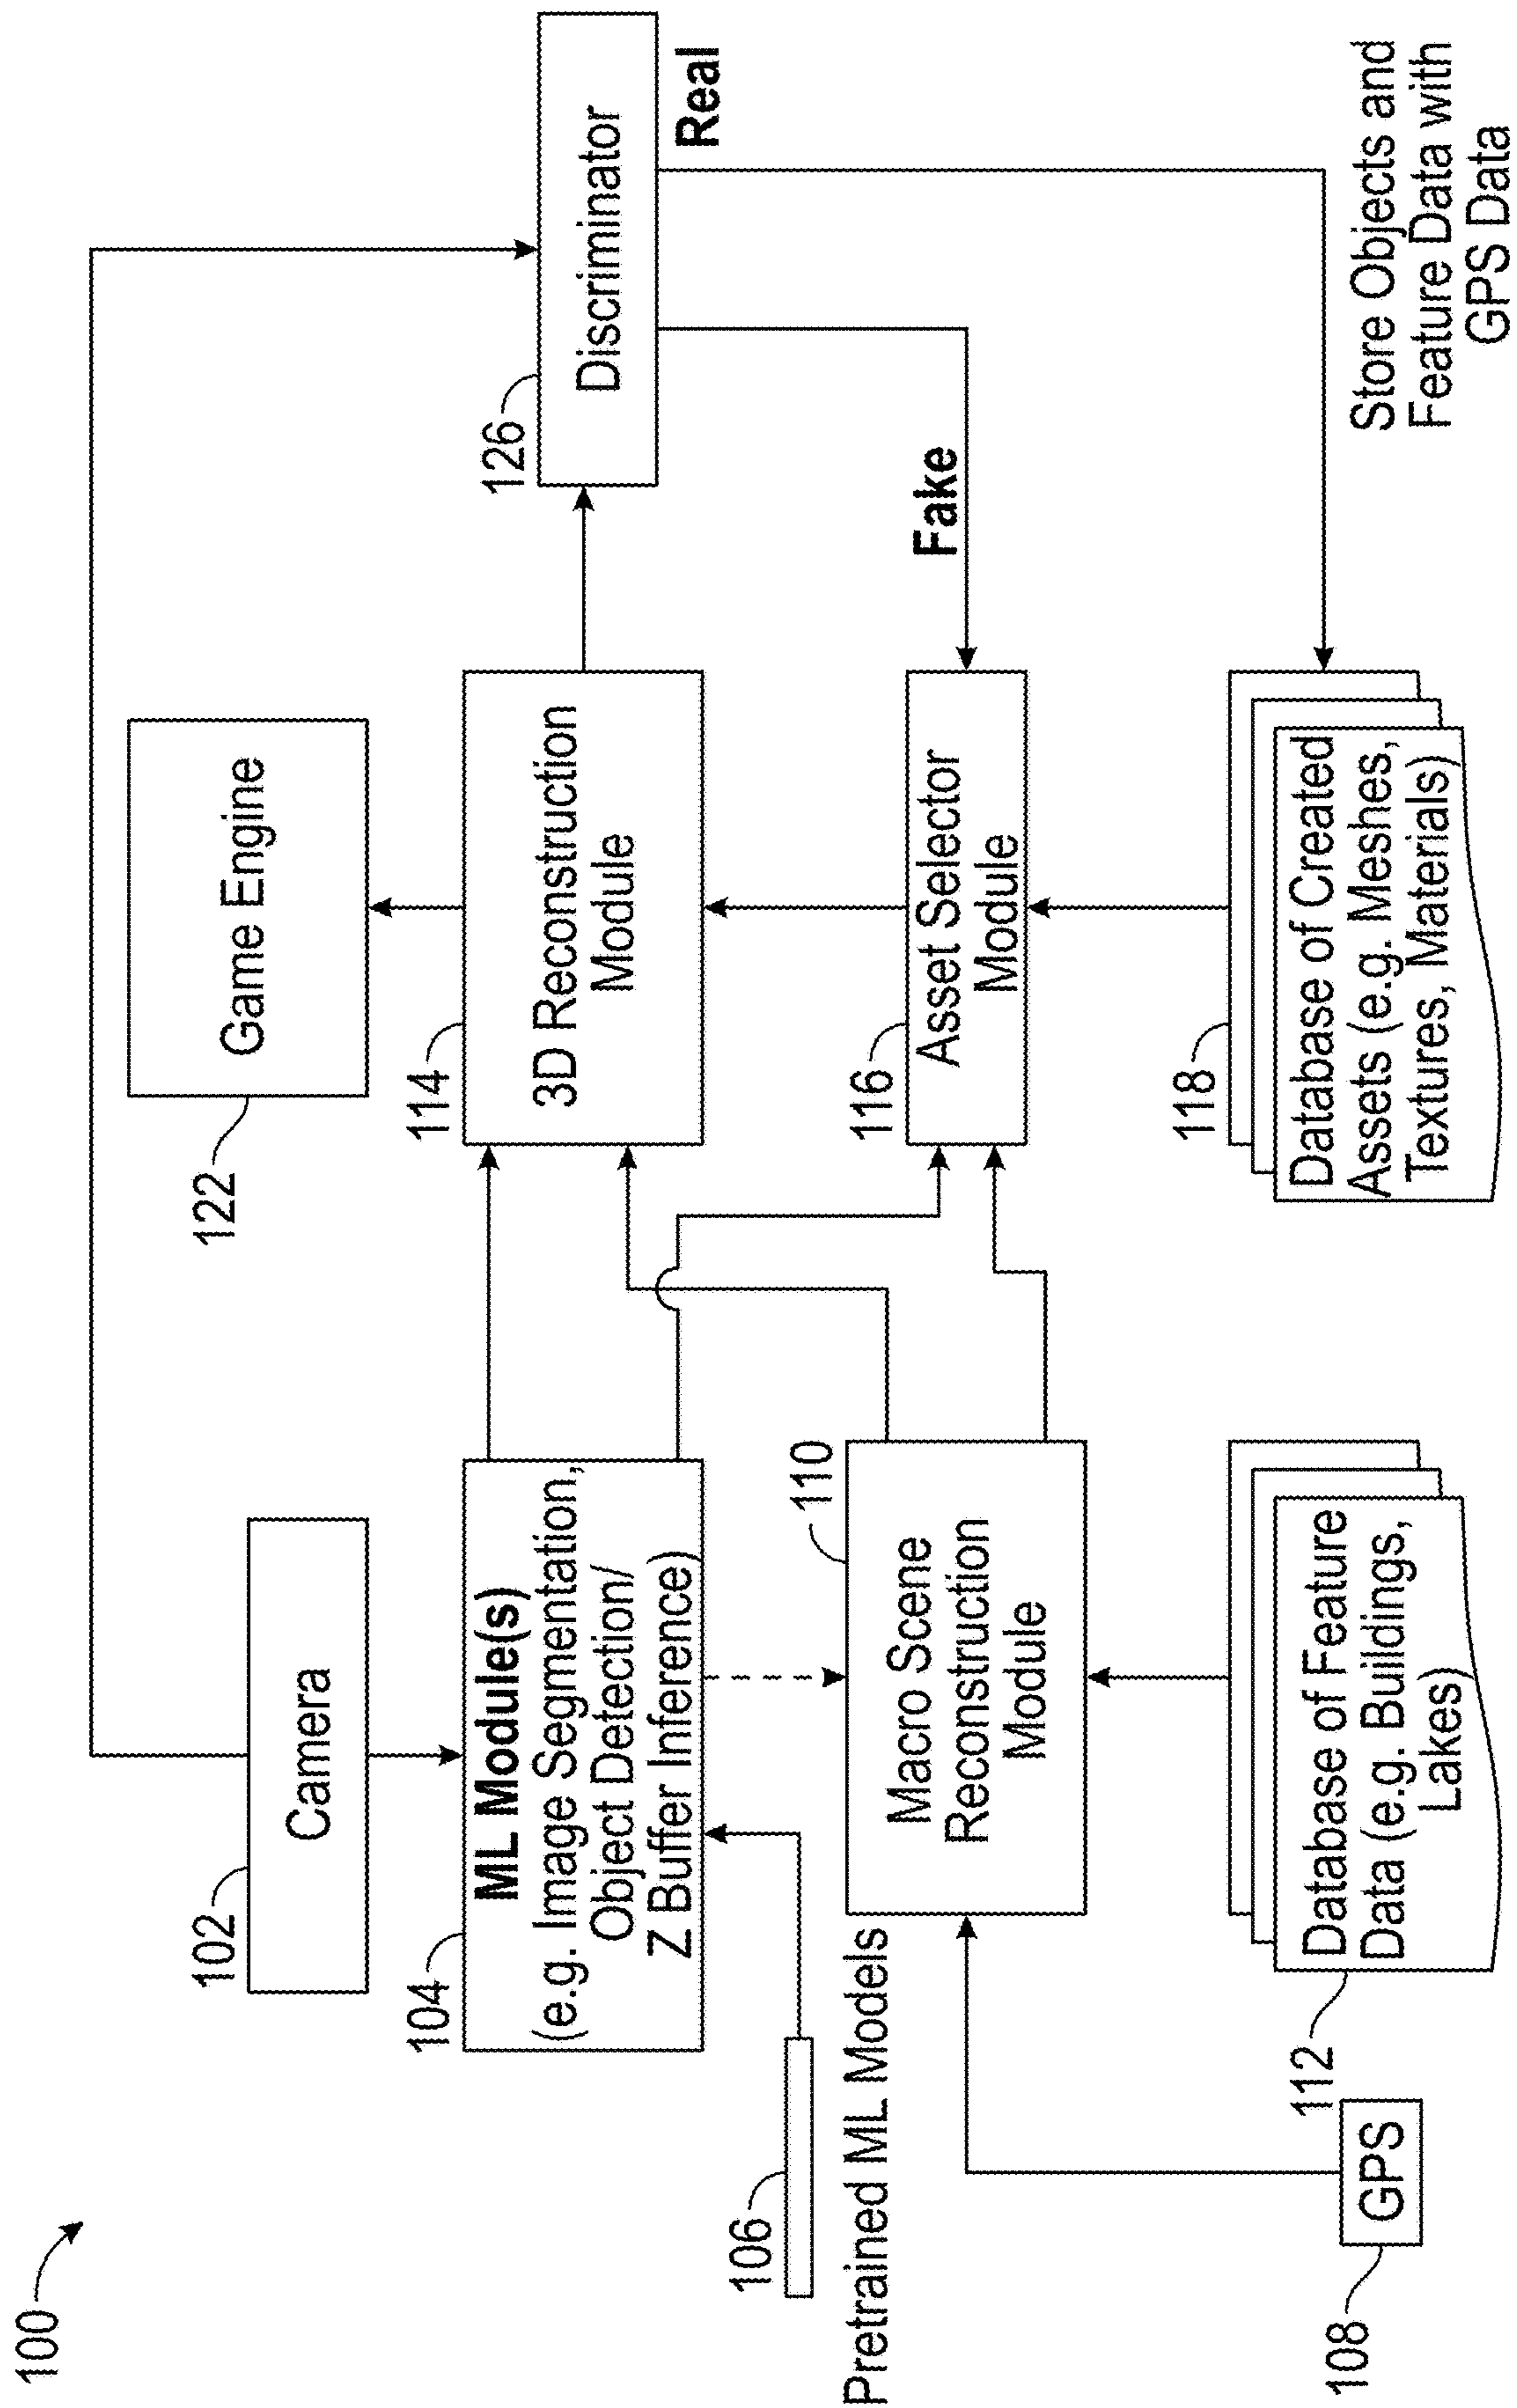 100
102
Camera
122
Game Engine
104
ML Module(s)
(e.g. Image Segmentation,
Object Detection/
Z Buffer Inference)
114
3D Reconstruction
Module
126
Discriminator
Real
106
Pretrained ML Models
110
Macro Scene
Reconstruction
Module
116
Asset Selector
Module
Fake
108
GPS
112
Database of Feature
Data (e.g. Buildings,
Lakes)
118
Database of Created
Assets (e.g. Meshes,
Textures, Materials)
Store Objects and
Feature Data with
GPS Data